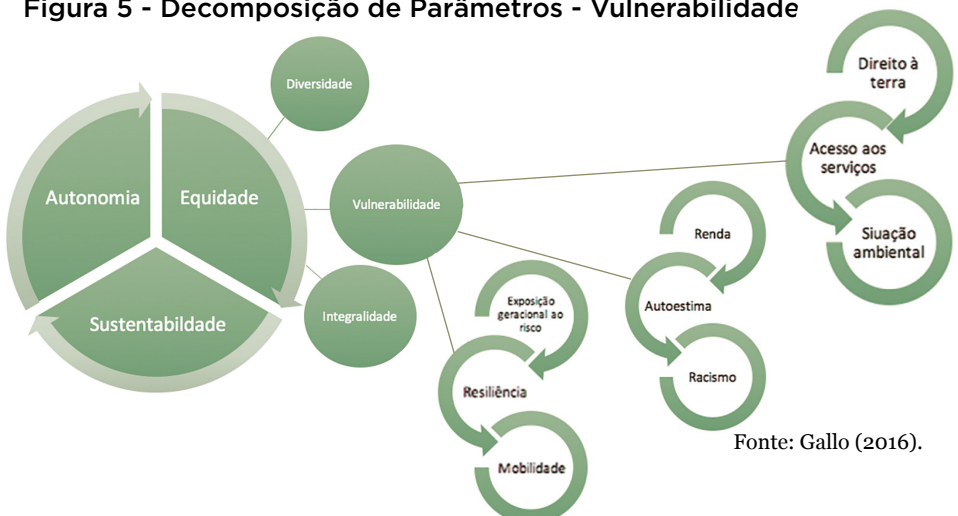 Figura 5 - Decomposição de Parâmetros - Vulnerabilidade
Diversidade
Autonomia
Equidade
Sustentabildade
Vulnerabilidade
Integralidade
Direito à
terra
Acesso aos
serviços
Siuação
ambiental
Renda
Autoestima
Racismo
Exposição
geracional ao
risco
Resiliência
Mobilidade
Fonte: Gallo (2016).